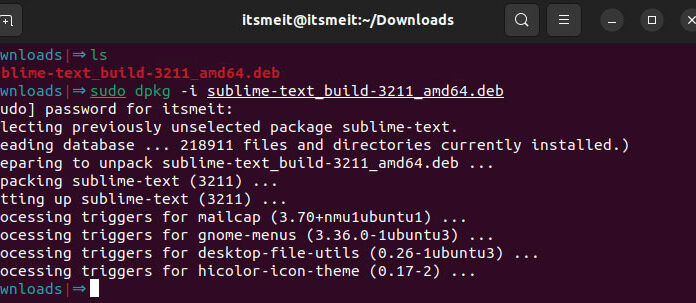 itsmeit@itsmeit:~/Downloads
wnloads|⇒ ls
blime-text_build-3211_amd64.deb
wnloads|⇒ sudo dpkg -i sublime-text_build-3211_amd64.deb
udo] password for itsmeit:
lecting previously unselected package sublime-text.
eading database ... 218911 files and directories currently installed.)
eparing to unpack sublime-text_build-3211_amd64.deb ...
packing sublime-text (3211) ...
tting up sublime-text (3211) ...
ocessing triggers for mailcap (3.70+nmu1ubuntu1) ...
ocessing triggers for gnome-menus (3.36.0-1ubuntu3) ...
ocessing triggers for desktop-file-utils (0.26-1ubuntu3) ...
ocessing triggers for hicolor-icon-theme (0.17-2) ...
wnloads|⇒